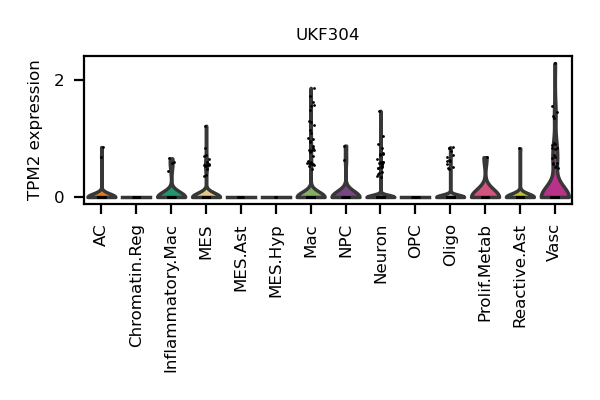 UKF304
TPM2 expression
2
0
AC
Chromatin.Reg
Inflammatory.Mac
MES
MES.Ast
MES.Hyp
Mac
NPC
Neuron
OPC
Oligo
Prolif.Metab
Reactive.Ast
Vasc